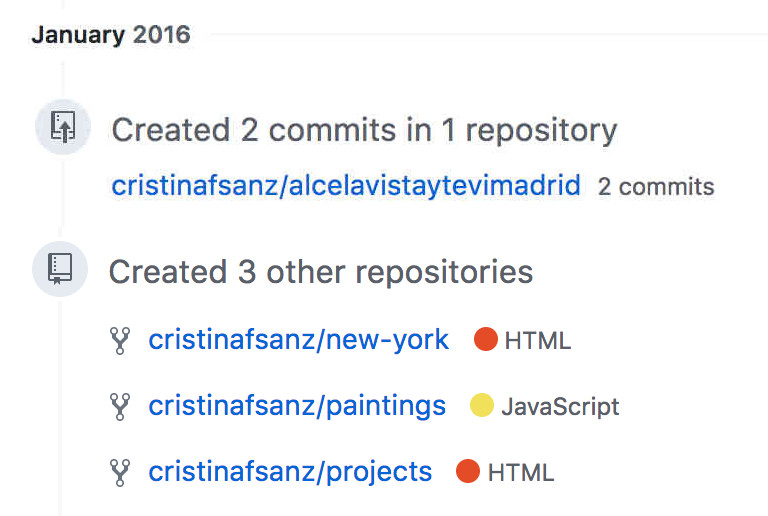 January 2016
Created 2 commits in 1 repository
cristinafsanz/alcelavistaytevimadrid 2 commits
Created 3 other repositories
cristinafsanz/new-york HTML
cristinafsanz/paintings JavaScript
cristinafsanz/projects HTML